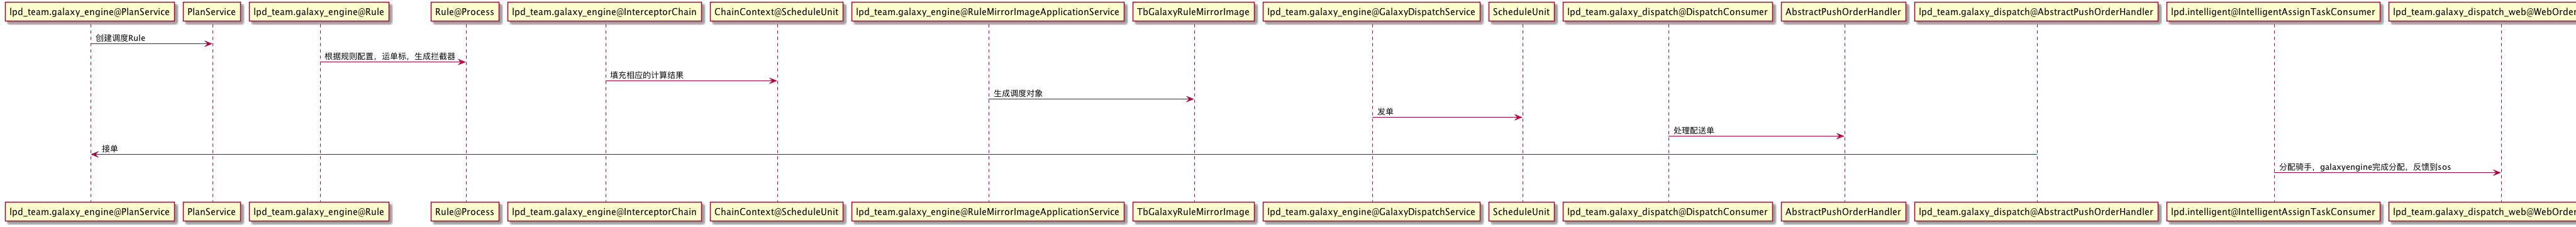 lpd_team.galaxy_engine@PlanService
PlanService
lpd_team.galaxy_engine@Rule
Rule@Process
lpd_team.galaxy_engine@InterceptorChain
ChainContext@ScheduleUnit
lpd_team.galaxy_engine@RuleMirrorImageApplicationService
TbGalaxyRuleMirrorImage
lpd_team.galaxy_engine@GalaxyDispatchService
ScheduleUnit
lpd_team.galaxy_dispatch@DispatchConsumer
AbstractPushOrderHandler
lpd_team.galaxy_dispatch@AbstractPushOrderHandler
lpd.intelligent@IntelligentAssignTaskConsumer
lpd_team.galaxy_dispatch_web@WebOrder
创建调度Rule
根据规则配置，运单标，生成拦截器
填充相应的计算结果
生成调度对象
发单
处理配送单
接单
分配骑手，galaxyengine完成分配，反馈到sos
lpd_team.galaxy_engine@PlanService
PlanService
lpd_team.galaxy_engine@Rule
Rule@Process
lpd_team.galaxy_engine@InterceptorChain
ChainContext@ScheduleUnit
lpd_team.galaxy_engine@RuleMirrorImageApplicationService
TbGalaxyRuleMirrorImage
lpd_team.galaxy_engine@GalaxyDispatchService
ScheduleUnit
lpd_team.galaxy_dispatch@DispatchConsumer
AbstractPushOrderHandler
lpd_team.galaxy_dispatch@AbstractPushOrderHandler
lpd.intelligent@IntelligentAssignTaskConsumer
lpd_team.galaxy_dispatch_web@WebOrder